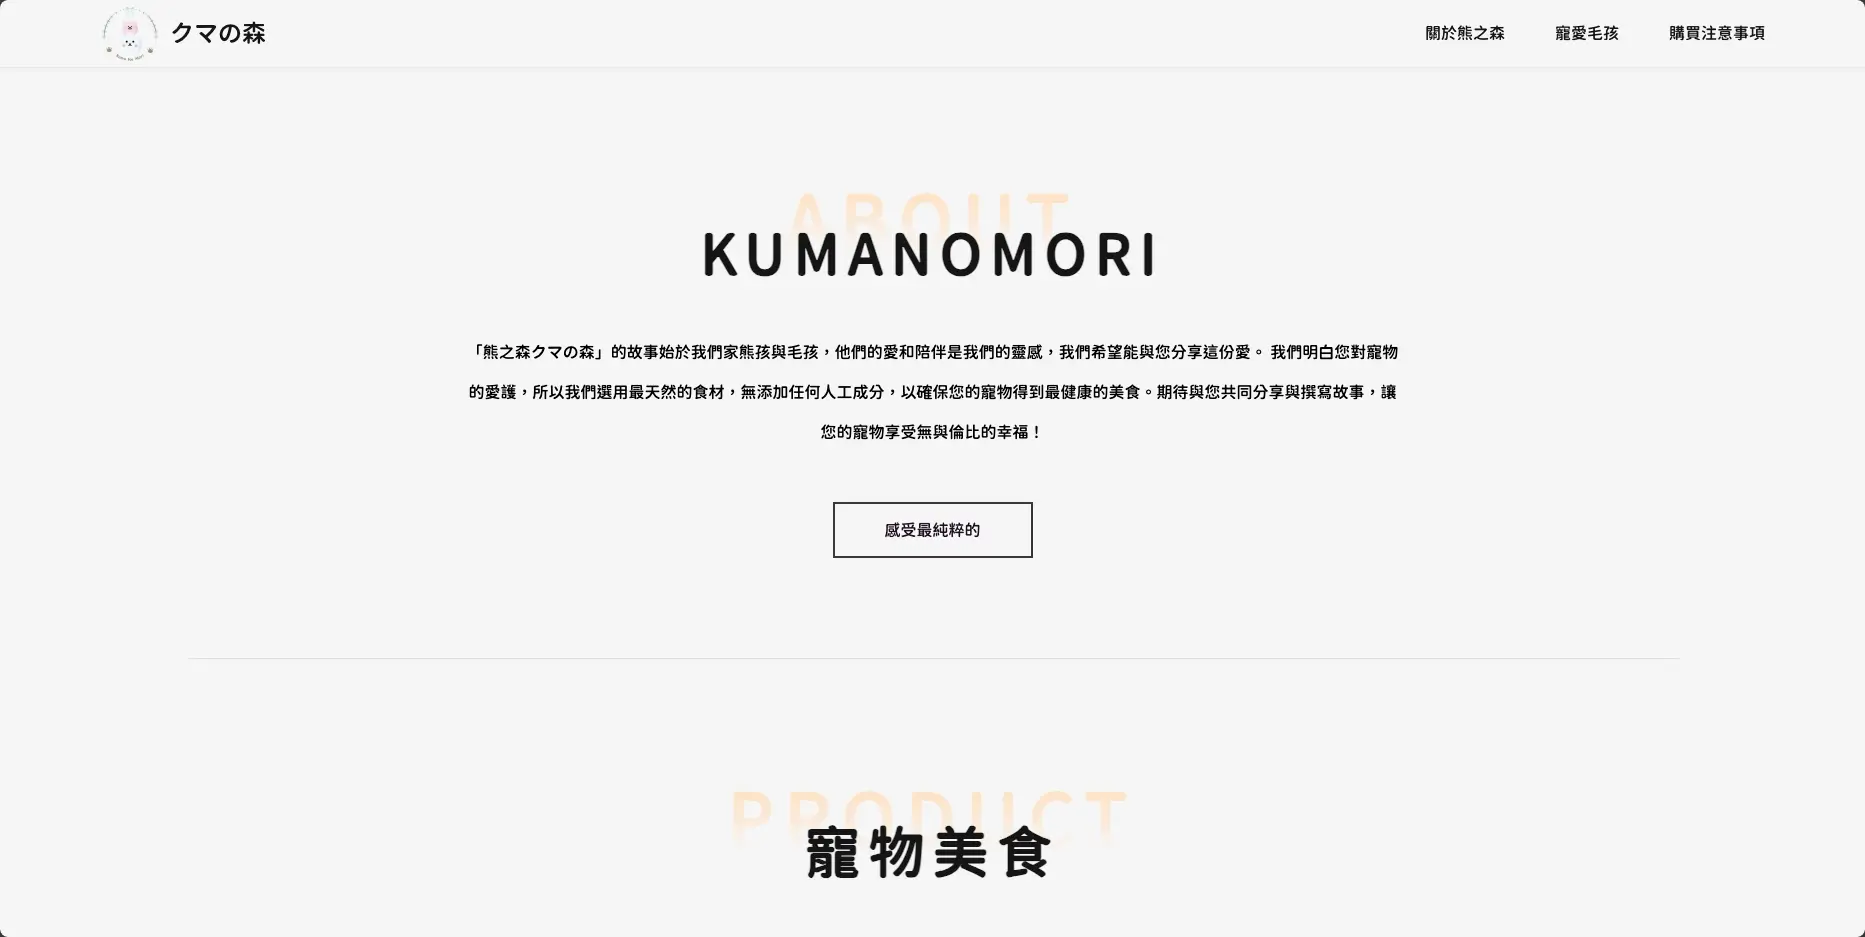 クマの森
關於熊之森
寵愛毛孩
購買注意事項
ABOUT
KUMANOMORI
「熊之森クマの森」的故事始於我們家熊孩與毛孩，他們的愛和陪伴是我們的靈感，我們希望能與您分享這份愛。 我們明白您對寵物
的愛護，所以我們選用最天然的食材，無添加任何人工成分，以確保您的寵物得到最健康的美食。期待與您共同分享與撰寫故事，讓
您的寵物享受無與倫比的幸福！
感受最純粹的
PRODUCT
寵物美食